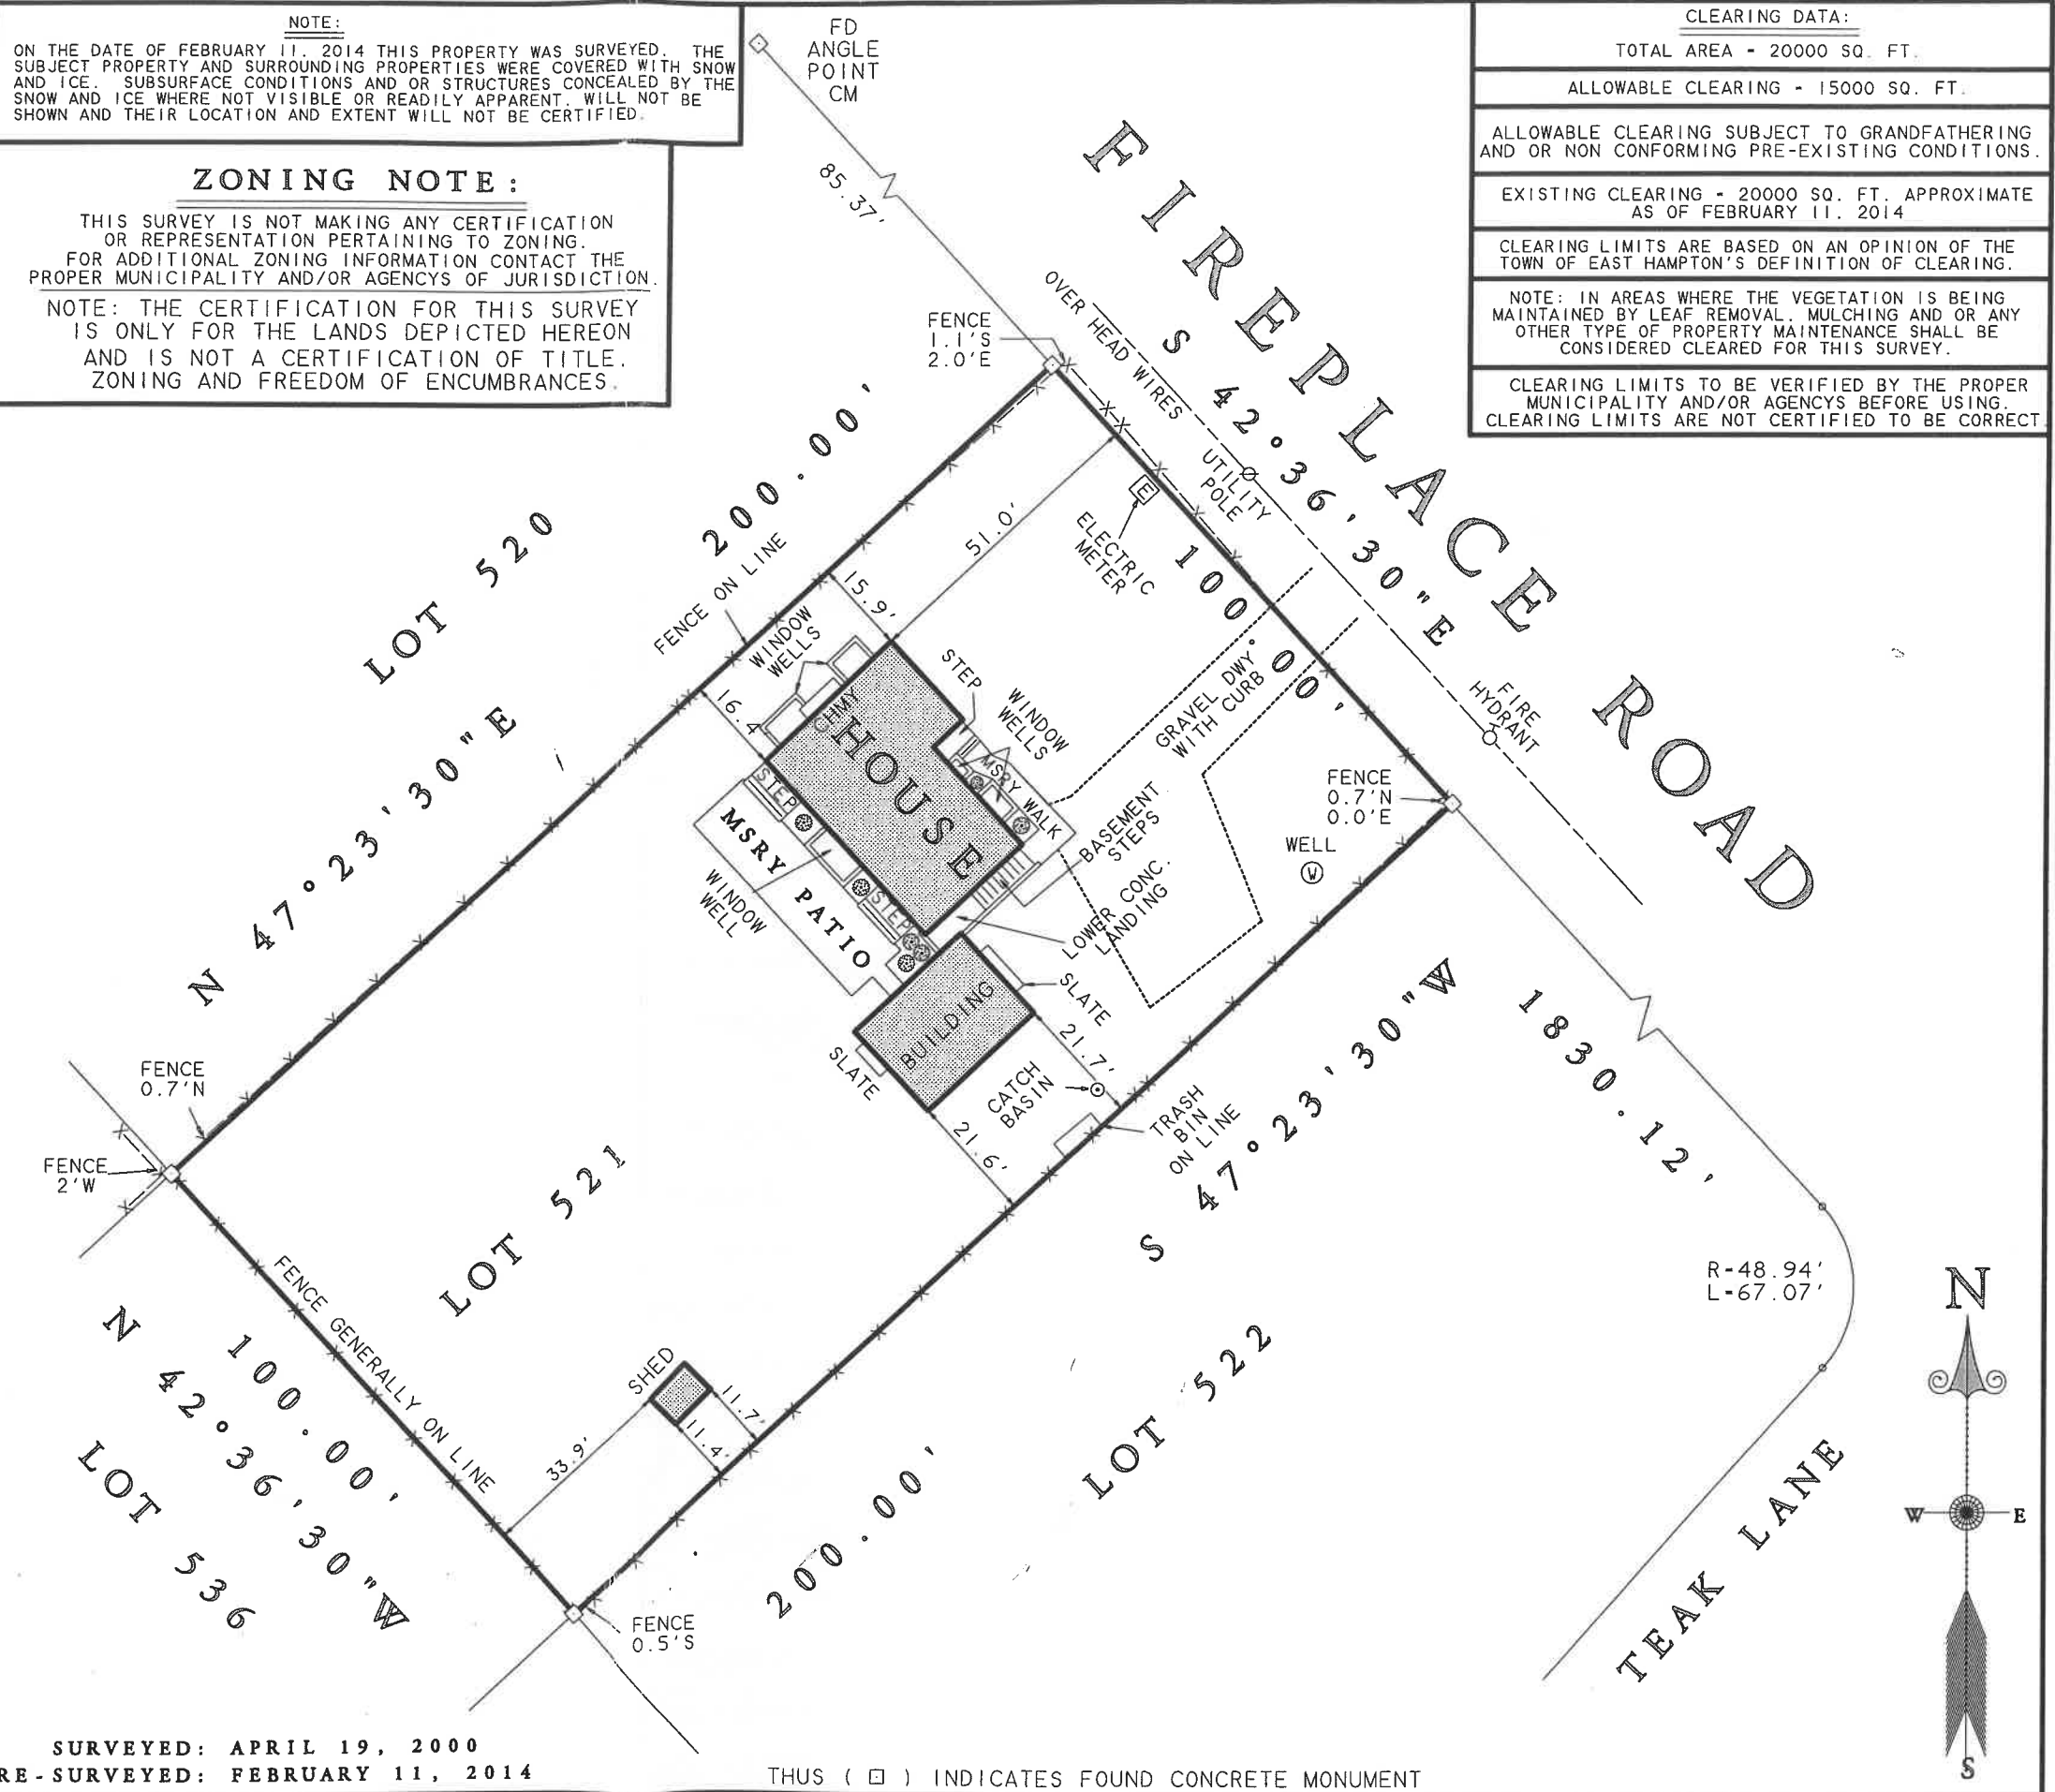 NOTE:
ON THE DATE OF FEBRUARY 11. 2014 THIS PROPERTY WAS SURVEYED. THE
SUBJECT PROPERTY AND SURROUNDING PROPERTIES WERE COVERED WITH SNOW
AND ICE. SUBSURFACE CONDITIONS AND OR STRUCTURES CONCEALED BY THE
SNOW AND ICE WHERE NOT VISIBLE OR READILY APPARENT. WILL NOT BE
SHOWN AND THEIR LOCATION AND EXTENT WILL NOT BE CERTIFIED.
ZONING NOTE:
THIS SURVEY IS NOT MAKING ANY CERTIFICATION
OR REPRESENTATION PERTAINING TO ZONING.
FOR ADDITIONAL ZONING INFORMATION CONTACT THE
PROPER MUNICIPALITY AND/OR AGENCYS OF JURISDICTION.
NOTE: THE CERTIFICATION FOR THIS SURVEY
IS ONLY FOR THE LANDS DEPICTED HEREON
AND IS NOT A CERTIFICATION OF TITLE.
ZONING AND FREEDOM OF ENCUMBRANCES.
FD
ANGLE
POINT
CM
85.37'
CLEARING DATA:
TOTAL AREA - 20000 SQ. FT.
ALLOWABLE CLEARING - 15000 SQ. FT.
ALLOWABLE CLEARING SUBJECT TO GRANDFATHERING
AND OR NON CONFORMING PRE-EXISTING CONDITIONS.
EXISTING CLEARING - 20000 SQ. FT. APPROXIMATE
AS OF FEBRUARY 11. 2014
CLEARING LIMITS ARE BASED ON AN OPINION OF THE
TOWN OF EAST HAMPTON'S DEFINITION OF CLEARING.
NOTE: IN AREAS WHERE THE VEGETATION IS BEING
MAINTAINED BY LEAF REMOVAL. MULCHING AND OR ANY
OTHER TYPE OF PROPERTY MAINTENANCE SHALL BE
CONSIDERED CLEARED FOR THIS SURVEY.
CLEARING LIMITS TO BE VERIFIED BY THE PROPER
MUNICIPALITY AND/OR AGENCYS BEFORE USING.
CLEARING LIMITS ARE NOT CERTIFIED TO BE CORRECT
FIREPLACE ROAD
OVER HEAD WIRES
S 42°36'30"E
100.00'
UTILITY
POLE
FENCE
1.1'S
2.0'E
E
ELECTRIC
METER
51.0'
200.00'
FENCE ON LINE
LOT 520
N 47°23'30"E
15.9'
WINDOW
WELLS
16.4
CHMY
HOUSE
STEP
WINDOW
WELLS
MSRY WALK
GRAVEL DWY
WITH CURB
FIRE
HYDRANT
FENCE
0.7'N
0.0'E
WELL
W
BASEMENT
STEPS
LOWER CONC.
LANDING
STEP
MSRY PATIO
WINDOW
WELL
STEP
BUILDING
SLATE
SLATE
21.7'
CATCH
BASIN
21.6'
TRASH
BIN
ON LINE
S 47°23'30"W
200.00'
1830.12'
FENCE
0.7'N
FENCE
2'W
LOT 521
FENCE GENERALLY ON LINE
N 42°36'30"W
100.00'
LOT 536
SHED
11.7'
11.4'
33.9'
FENCE
0.5'S
LOT 522
R-48.94'
L-67.07'
TEAK LANE
N
W
E
S
SURVEYED: APRIL 19, 2000
RE-SURVEYED: FEBRUARY 11, 2014
THUS ( ) INDICATES FOUND CONCRETE MONUMENT